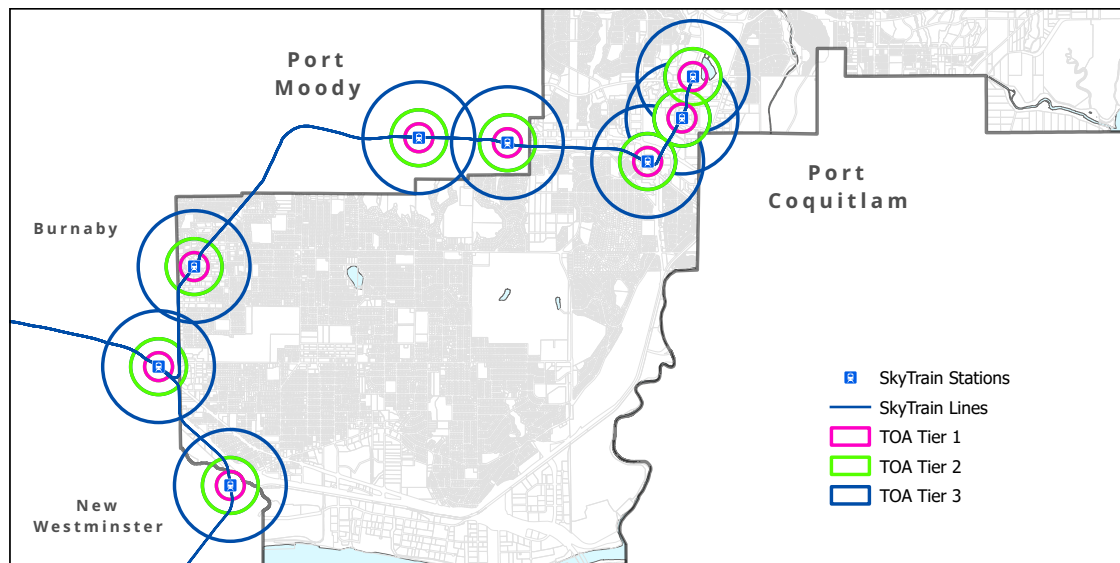 Port
Moody
Port
Coquitlam
Burnaby
New
Westminster
SkyTrain Stations
SkyTrain Lines
TOA Tier 1
TOA Tier 2
TOA Tier 3